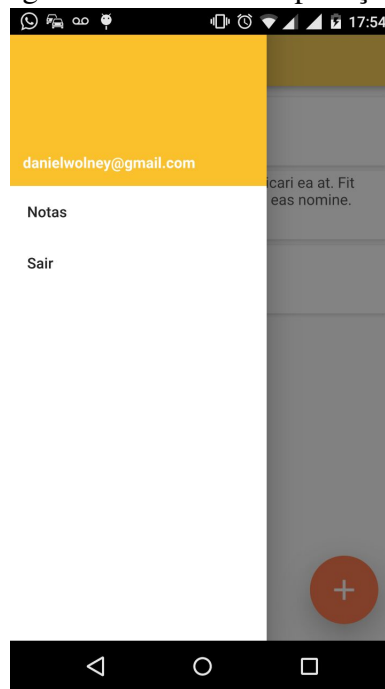 17:54
danielwolney@gmail.com
icari ea at. Fit
eas nomine.
Notas
Sair